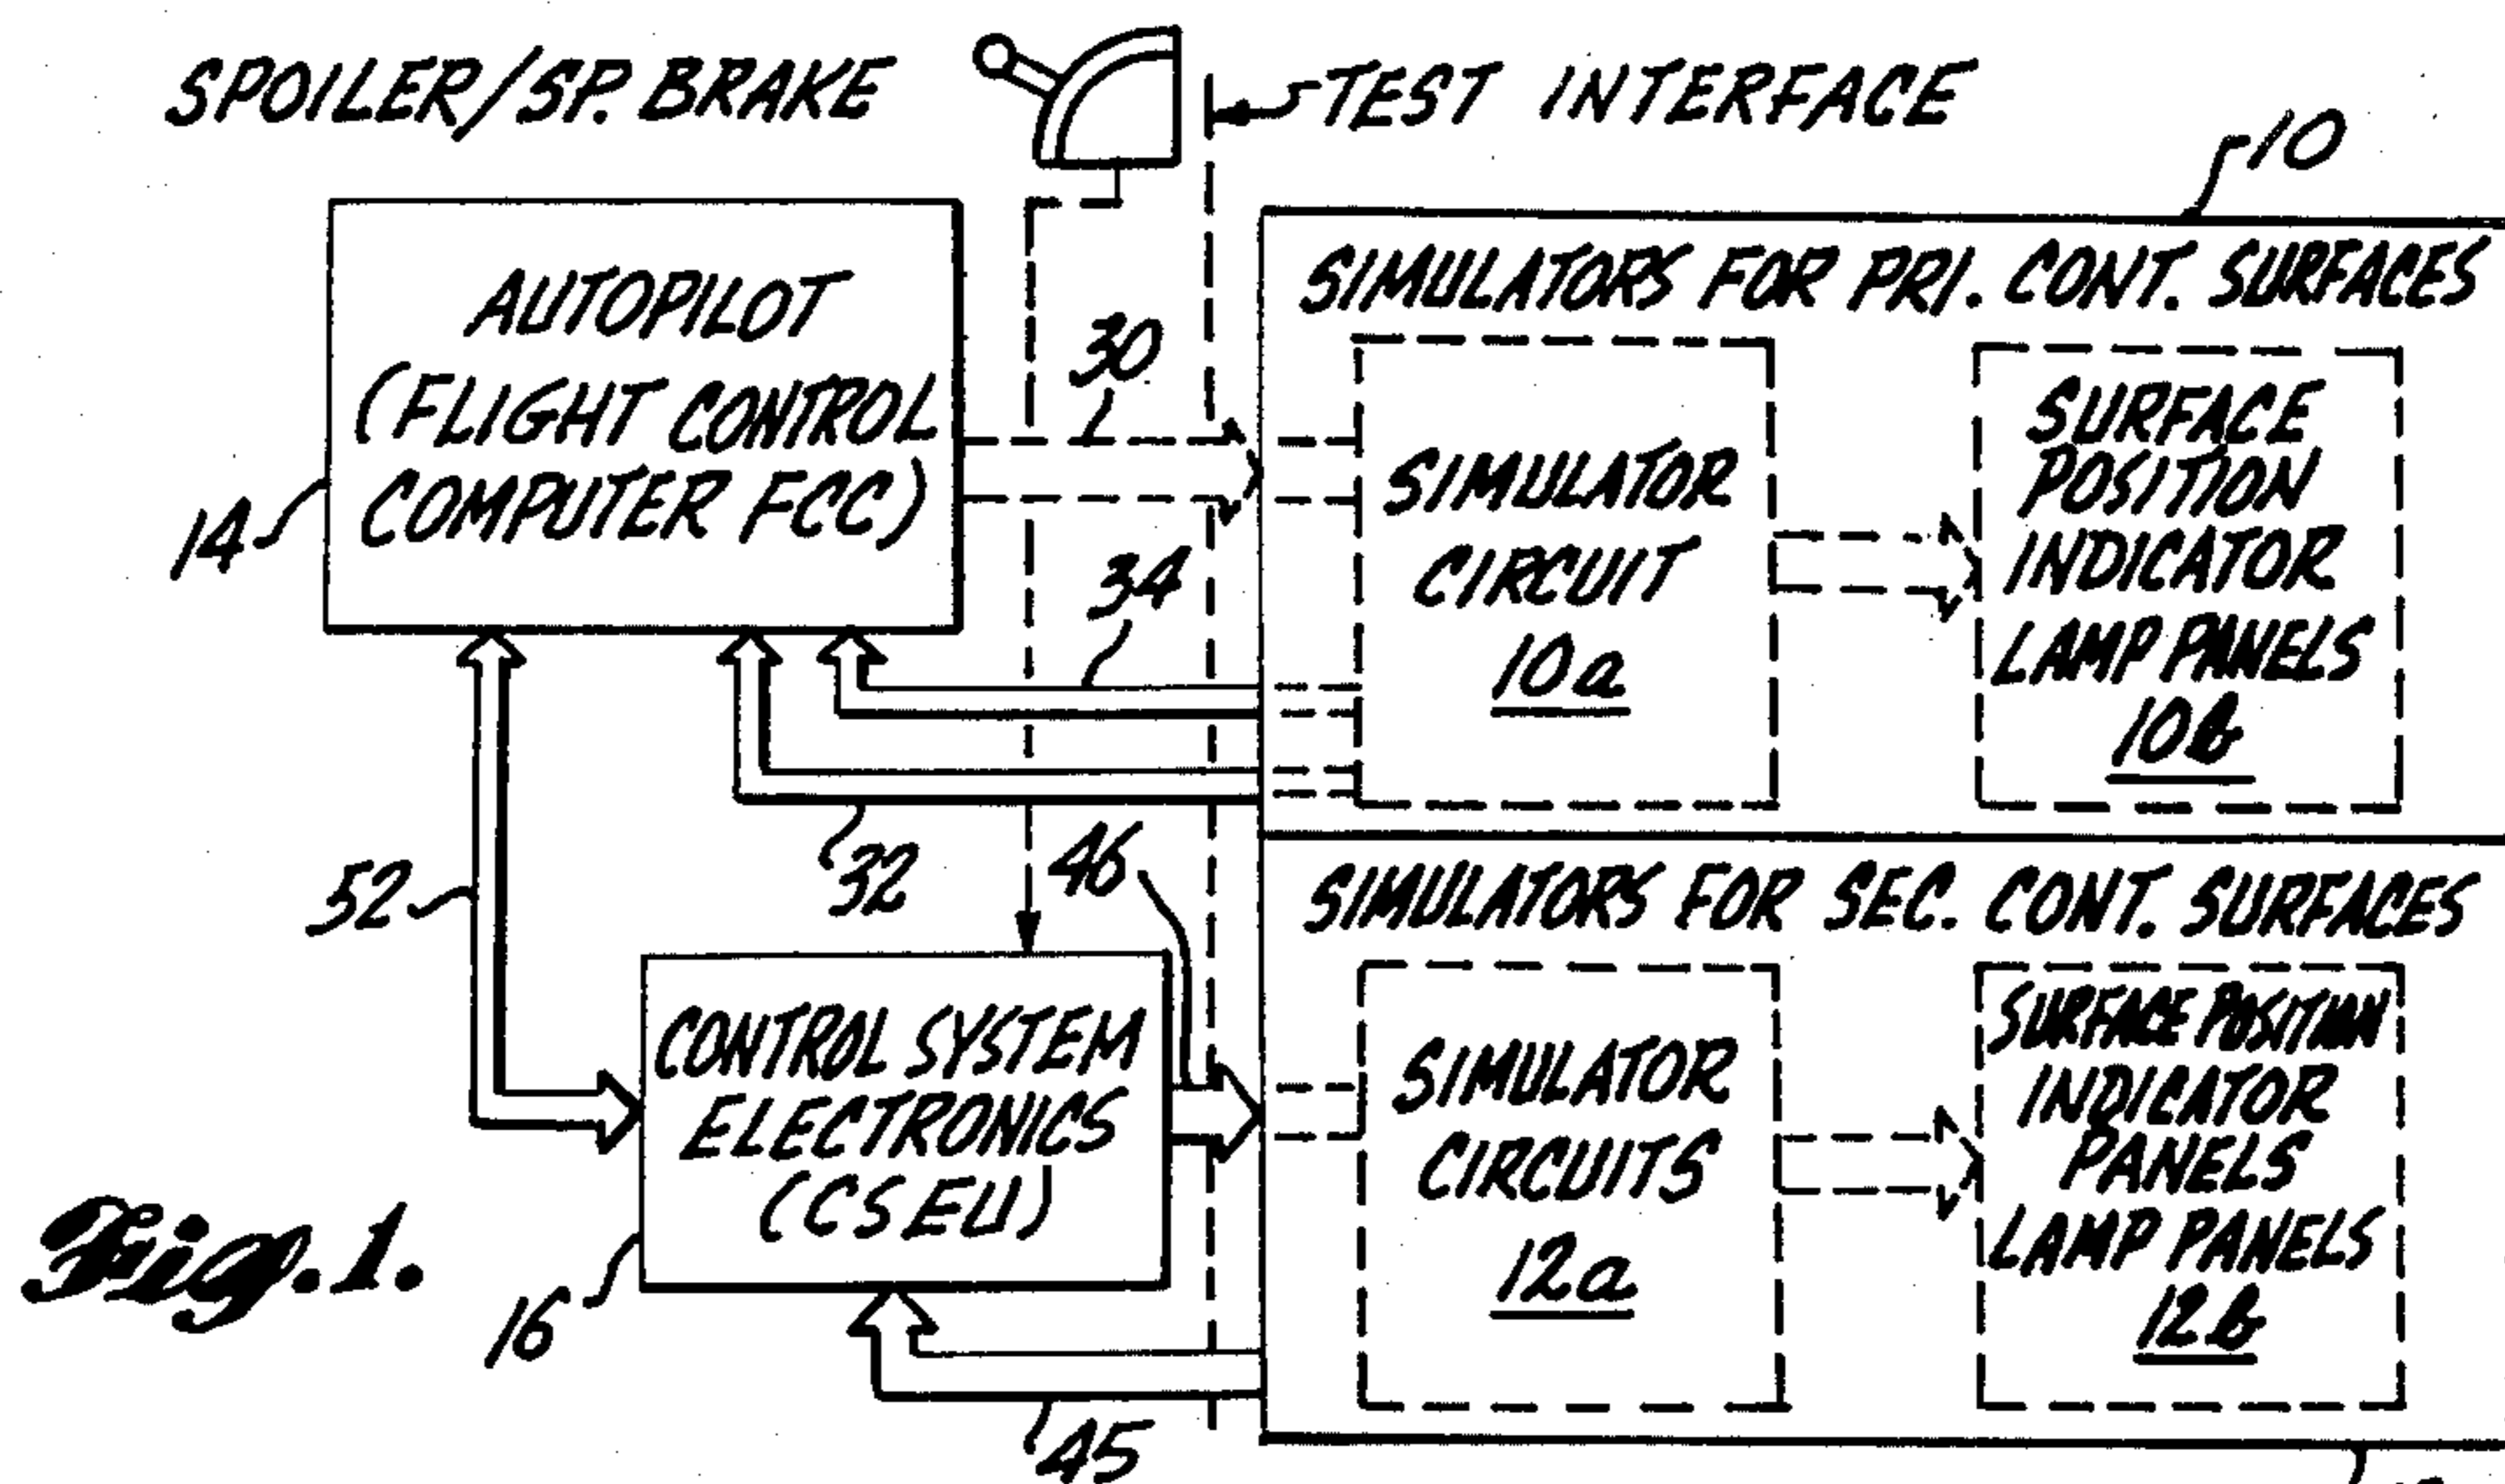 SPOILER/SP. BRAKE
TEST INTERFACE
10
AUTOPILOT
(FLIGHT CONTROL
COMPUTER FCC)
14
30
34
SIMULATORS FOR PRI. CONT. SURFACES
SIMULATOR
CIRCUIT
10a
SURFACE
POSITION
INDICATOR
LAMP PANELS
10b
52
32
46
CONTROL SYSTEM
ELECTRONICS
(CSEU)
16
45
SIMULATORS FOR SEC. CONT. SURFACES
SIMULATOR
CIRCUITS
12a
SURFACE POSITION
INDICATOR
PANELS
LAMP PANELS
12b
Fig.1.